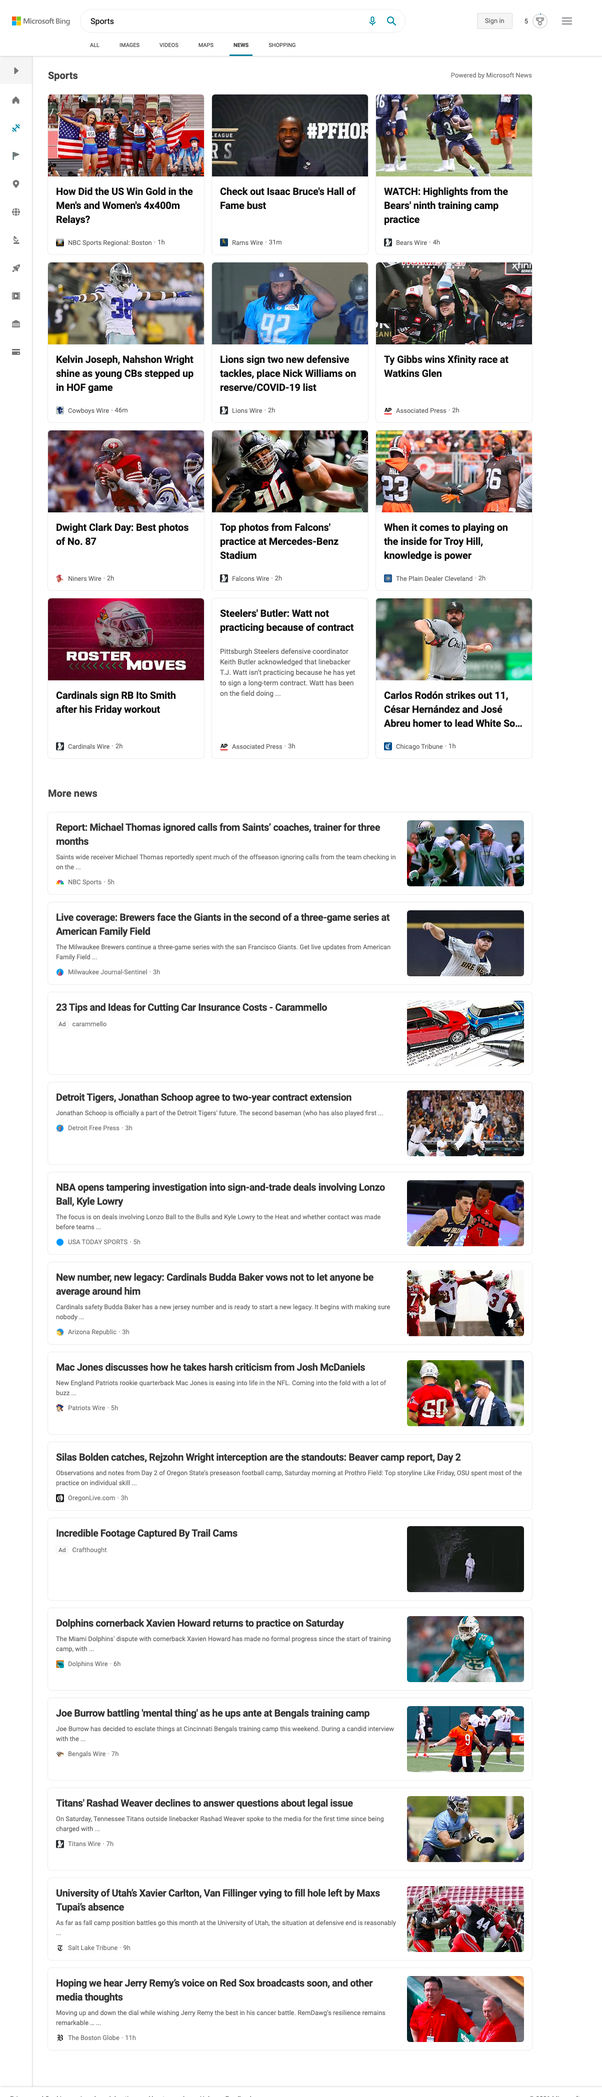 Microsoft Bing
Sports
Sign in
5
ALL IMAGES VIDEOS MAPS NEWS SHOPPING
Sports
Powered by Microsoft News
How Did the US Win Gold in the
Men's and Women's 4x400m
Relays?
NBC Sports Regional: Boston · 1h
LEAGUE
RS
#PFHOF
Check out Isaac Bruce's Hall of
Fame bust
Rams Wire · 31m
WATCH: Highlights from the
Bears' ninth training camp
practice
Bears Wire · 4h
38
Kelvin Joseph, Nahshon Wright
shine as young CBs stepped up
in HOF game
Cowboys Wire · 46m
92
Lions sign two new defensive
tackles, place Nick Williams on
reserve/COVID-19 list
Lions Wire · 2h
xfini
Ty Gibbs wins Xfinity race at
Watkins Glen
AP Associated Press · 2h
Dwight Clark Day: Best photos
of No. 87
Niners Wire · 2h
96
Top photos from Falcons'
practice at Mercedes-Benz
Stadium
Falcons Wire · 2h
23
76
When it comes to playing on
the inside for Troy Hill,
knowledge is power
The Plain Dealer Cleveland · 2h
ROSTER
MOVES
Cardinals sign RB Ito Smith
after his Friday workout
Cardinals Wire · 2h
Steelers' Butler: Watt not
practicing because of contract
Pittsburgh Steelers defensive coordinator
Keith Butler acknowledged that linebacker
T.J. Watt isn't practicing because he has yet
to sign a long-term contract. Watt has been
on the field doing ...
AP Associated Press · 3h
Carlos Rodón strikes out 11,
César Hernández and José
Abreu homer to lead White So...
Chicago Tribune · 1h
More news
Report: Michael Thomas ignored calls from Saints' coaches, trainer for three
months
Saints wide receiver Michael Thomas reportedly spent much of the offseason ignoring calls from the team checking in
on the ...
NBC Sports · 5h
Live coverage: Brewers face the Giants in the second of a three-game series at
American Family Field
The Milwaukee Brewers continue a three-game series with the san Francisco Giants. Get live updates from American
Family Field ...
Milwaukee Journal-Sentinel · 3h
23 Tips and Ideas for Cutting Car Insurance Costs - Carammello
Ad carammello
Detroit Tigers, Jonathan Schoop agree to two-year contract extension
Jonathan Schoop is officially a part of the Detroit Tigers' future. The second baseman (who has also played first ...
Detroit Free Press · 3h
NBA opens tampering investigation into sign-and-trade deals involving Lonzo
Ball, Kyle Lowry
The focus is on deals involving Lonzo Ball to the Bulls and Kyle Lowry to the Heat and whether contact was made
before teams ...
USA TODAY SPORTS · 5h
New number, new legacy: Cardinals Budda Baker vows not to let anyone be
average around him
Cardinals safety Budda Baker has a new jersey number and is ready to start a new legacy. It begins with making sure
nobody ...
Arizona Republic · 3h
Mac Jones discusses how he takes harsh criticism from Josh McDaniels
New England Patriots rookie quarterback Mac Jones is easing into life in the NFL. Coming into the fold with a lot of
buzz ...
Patriots Wire · 5h
50
Silas Bolden catches, Rejzohn Wright interception are the standouts: Beaver camp report, Day 2
Observations and notes from Day 2 of Oregon State's preseason football camp, Saturday morning at Prothro Field: Top storyline Like Friday, OSU spent most of the
practice on individual skill ...
OregonLive.com · 3h
Incredible Footage Captured By Trail Cams
Ad Crafthought
Dolphins cornerback Xavien Howard returns to practice on Saturday
The Miami Dolphins' dispute with cornerback Xavien Howard has made no formal progress since the start of training
camp, with ...
Dolphins Wire · 6h
Joe Burrow battling 'mental thing' as he ups ante at Bengals training camp
Joe Burrow has decided to esclate things at Cincinnati Bengals training camp this weekend. During a candid interview
with the ...
Bengals Wire · 7h
9
Titans' Rashad Weaver declines to answer questions about legal issue
On Saturday, Tennessee Titans outside linebacker Rashad Weaver spoke to the media for the first time since being
charged with ...
Titans Wire · 7h
University of Utah's Xavier Carlton, Van Fillinger vying to fill hole left by Maxs
Tupai's absence
As far as fall camp position battles go this month at the University of Utah, the situation at defensive end is reasonably
...
Salt Lake Tribune · 9h
44
Hoping we hear Jerry Remy's voice on Red Sox broadcasts soon, and other
media thoughts
Moving up and down the dial while wishing Jerry Remy the best in his cancer battle. RemDawg's resilience remains
remarkable ... ...
The Boston Globe · 11h